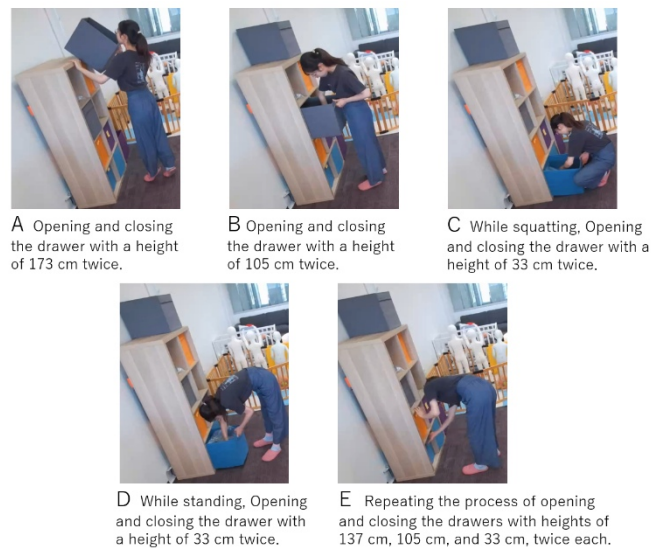 A Opening and closing
the drawer with a height
of 173 cm twice.
B Opening and closing
the drawer with a height
of 105 cm twice.
C While squatting, Opening
and closing the drawer with a
height of 33 cm twice.
D While standing, Opening
and closing the drawer with
a height of 33 cm twice.
E Repeating the process of opening
and closing the drawers with heights of
137 cm, 105 cm, and 33 cm, twice each.